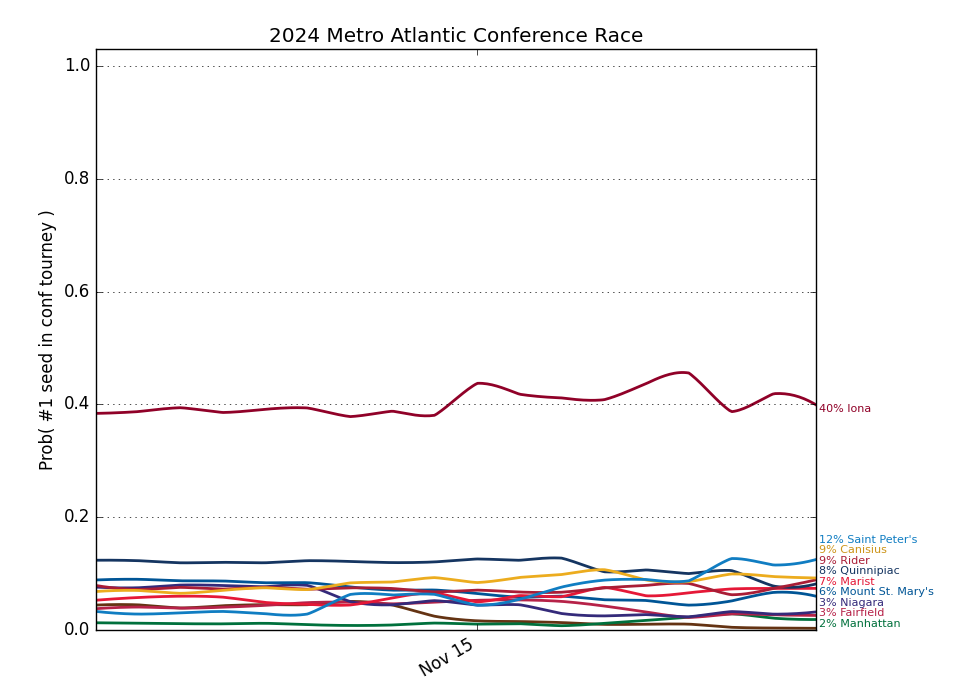 2024 Metro Atlantic Conference Race
Prob( #1 seed in conf tourney )
1.0
0.8
0.6
0.4
0.2
0.0
Nov 15
40% Iona
12% Saint Peter's
9% Canisius
9% Rider
8% Quinnipiac
7% Marist
6% Mount St. Mary's
3% Niagara
3% Fairfield
2% Manhattan